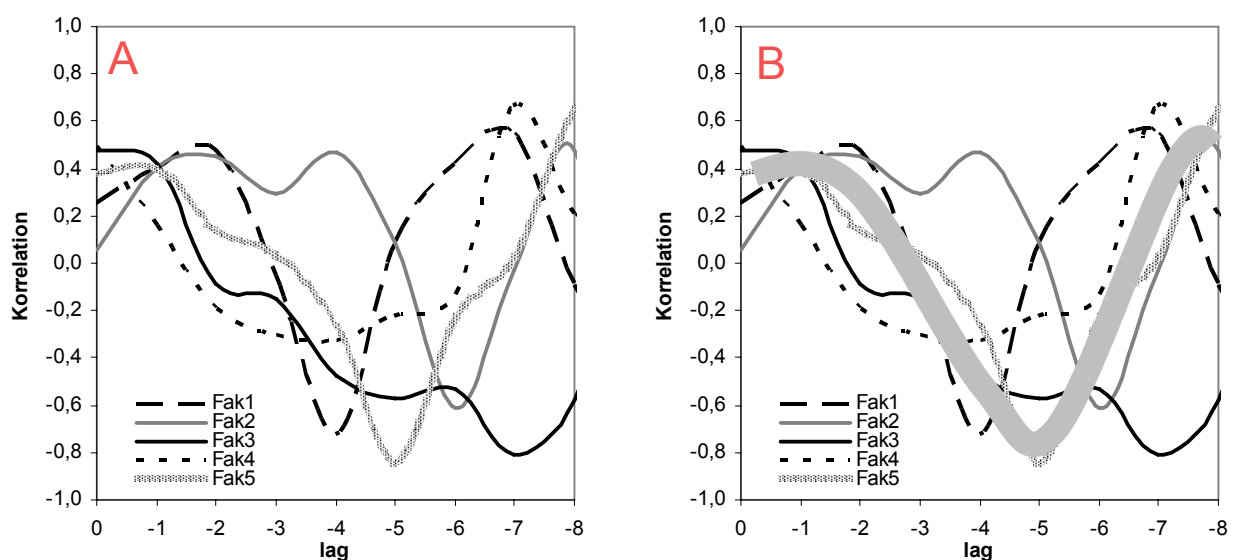 A
1,0
0,8
0,6
0,4
0,2
0,0
-0,2
-0,4
-0,6
-0,8
-1,0
Korrelation
Fak1
Fak2
Fak3
Fak4
Fak5
0 -1 -2 -3 -4 -5 -6 -7 -8
lag
B
1,0
0,8
0,6
0,4
0,2
0,0
-0,2
-0,4
-0,6
-0,8
-1,0
Korrelation
Fak1
Fak2
Fak3
Fak4
Fak5
0 -1 -2 -3 -4 -5 -6 -7 -8
lag